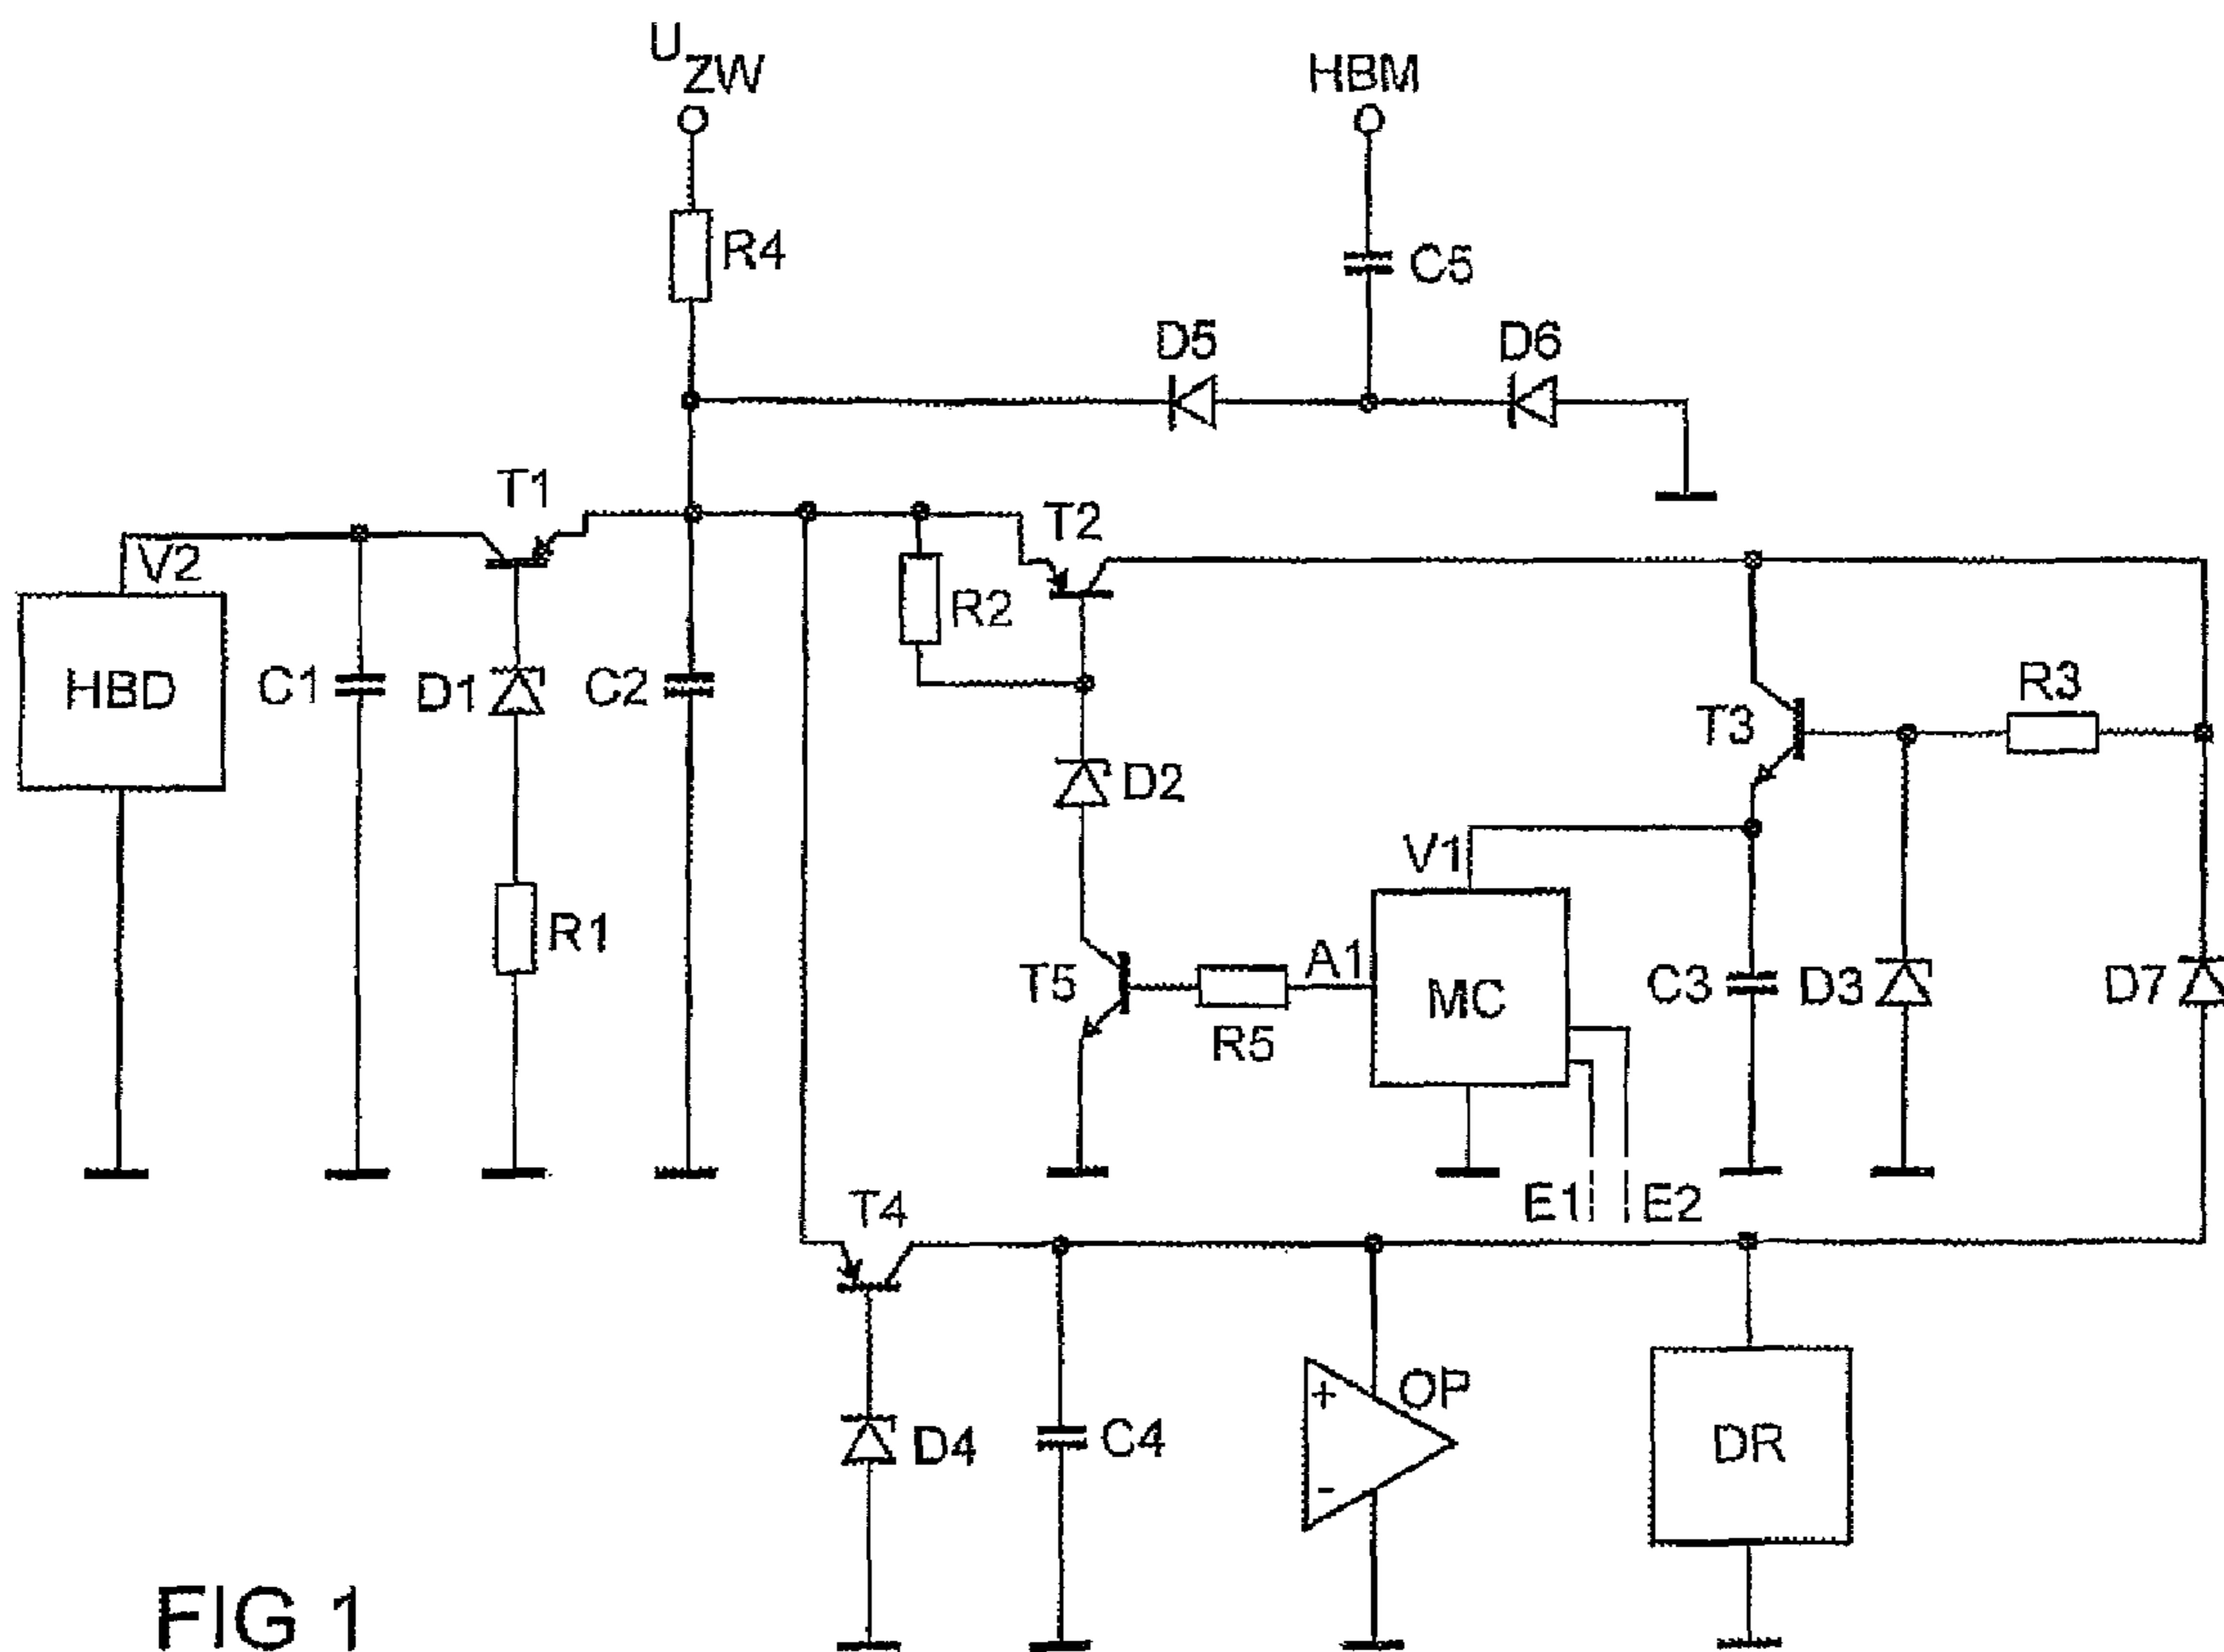 U ZW
HBM
R4
C5
D5
D6
T1
T2
V2
R2
HBD
C1
D1
C2
R3
T3
D2
V1
R1
A1
T5
MC
C3
D3
D7
R5
E1
E2
T4
OP
+
-
D4
C4
DR
FIG 1